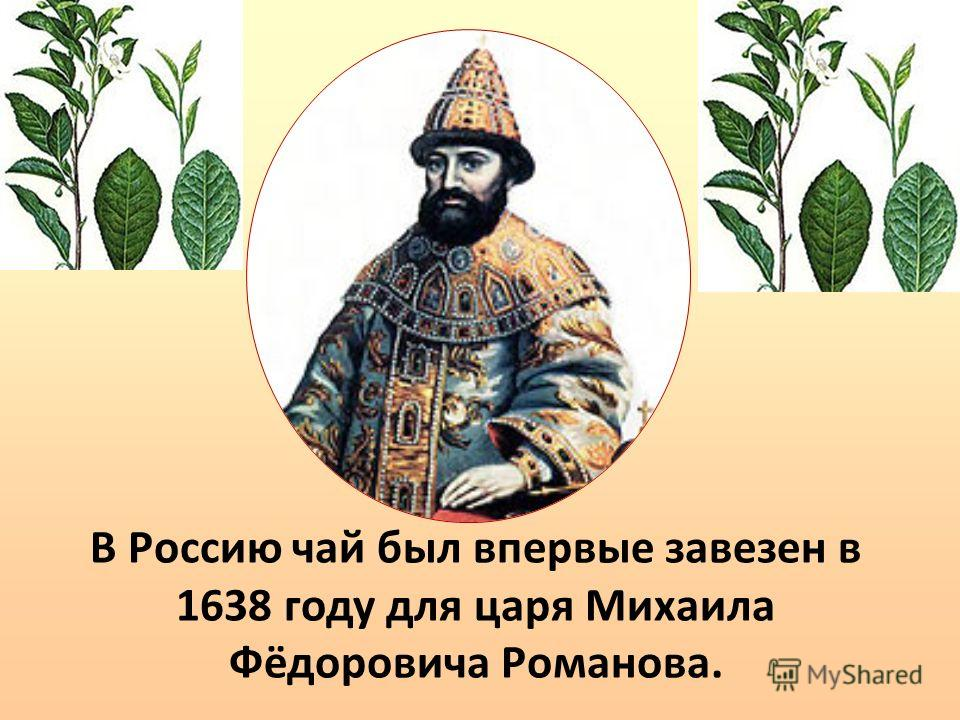 В Россию чай был впервые завезен в
1638 году для царя Михаила
Фёдоровича Романова.
MyShared